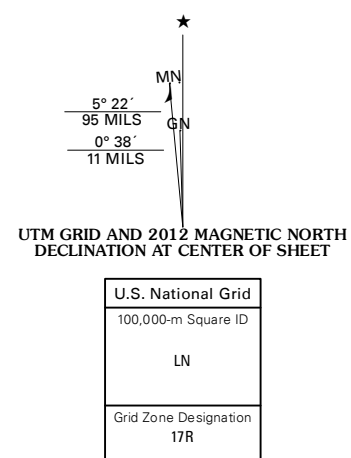 ★
MN
5° 22´
95 MILS
GN
0° 38´
11 MILS
UTM GRID AND 2012 MAGNETIC NORTH
DECLINATION AT CENTER OF SHEET
U.S. National Grid
100,000-m Square ID
LN
Grid Zone Designation
17R